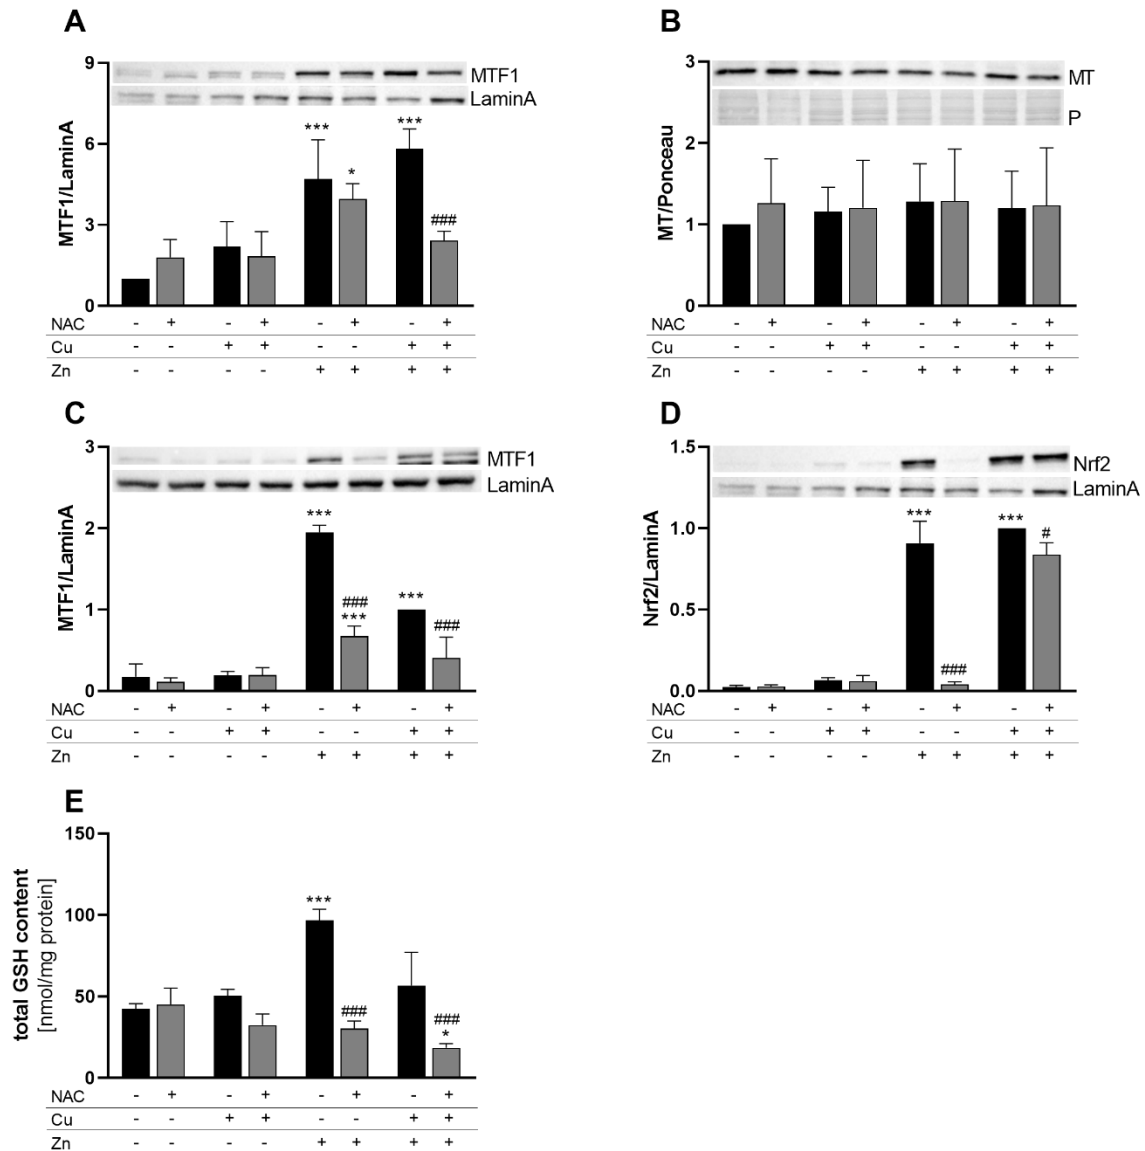 A
9
6
3
0
MTF1/LaminA
MTF1
LaminA
***
*
***
###
NAC - + - + - + - +
Cu - - + + - - + +
Zn - - - - + + + +
B
3
2
1
0
MT/Ponceau
MT
P
NAC - + - + - + - +
Cu - - + + - - + +
Zn - - - - + + + +
C
3
2
1
0
MTF1/LaminA
MTF1
LaminA
***
###
***
***
###
NAC - + - + - + - +
Cu - - + + - - + +
Zn - - - - + + + +
D
1.5
1.0
0.5
0.0
Nrf2/LaminA
Nrf2
LaminA
***
###
***
#
NAC - + - + - + - +
Cu - - + + - - + +
Zn - - - - + + + +
E
150
100
50
0
total GSH content
[nmol/mg protein]
***
###
###
*
NAC - + - + - + - +
Cu - - + + - - + +
Zn - - - - + + + +